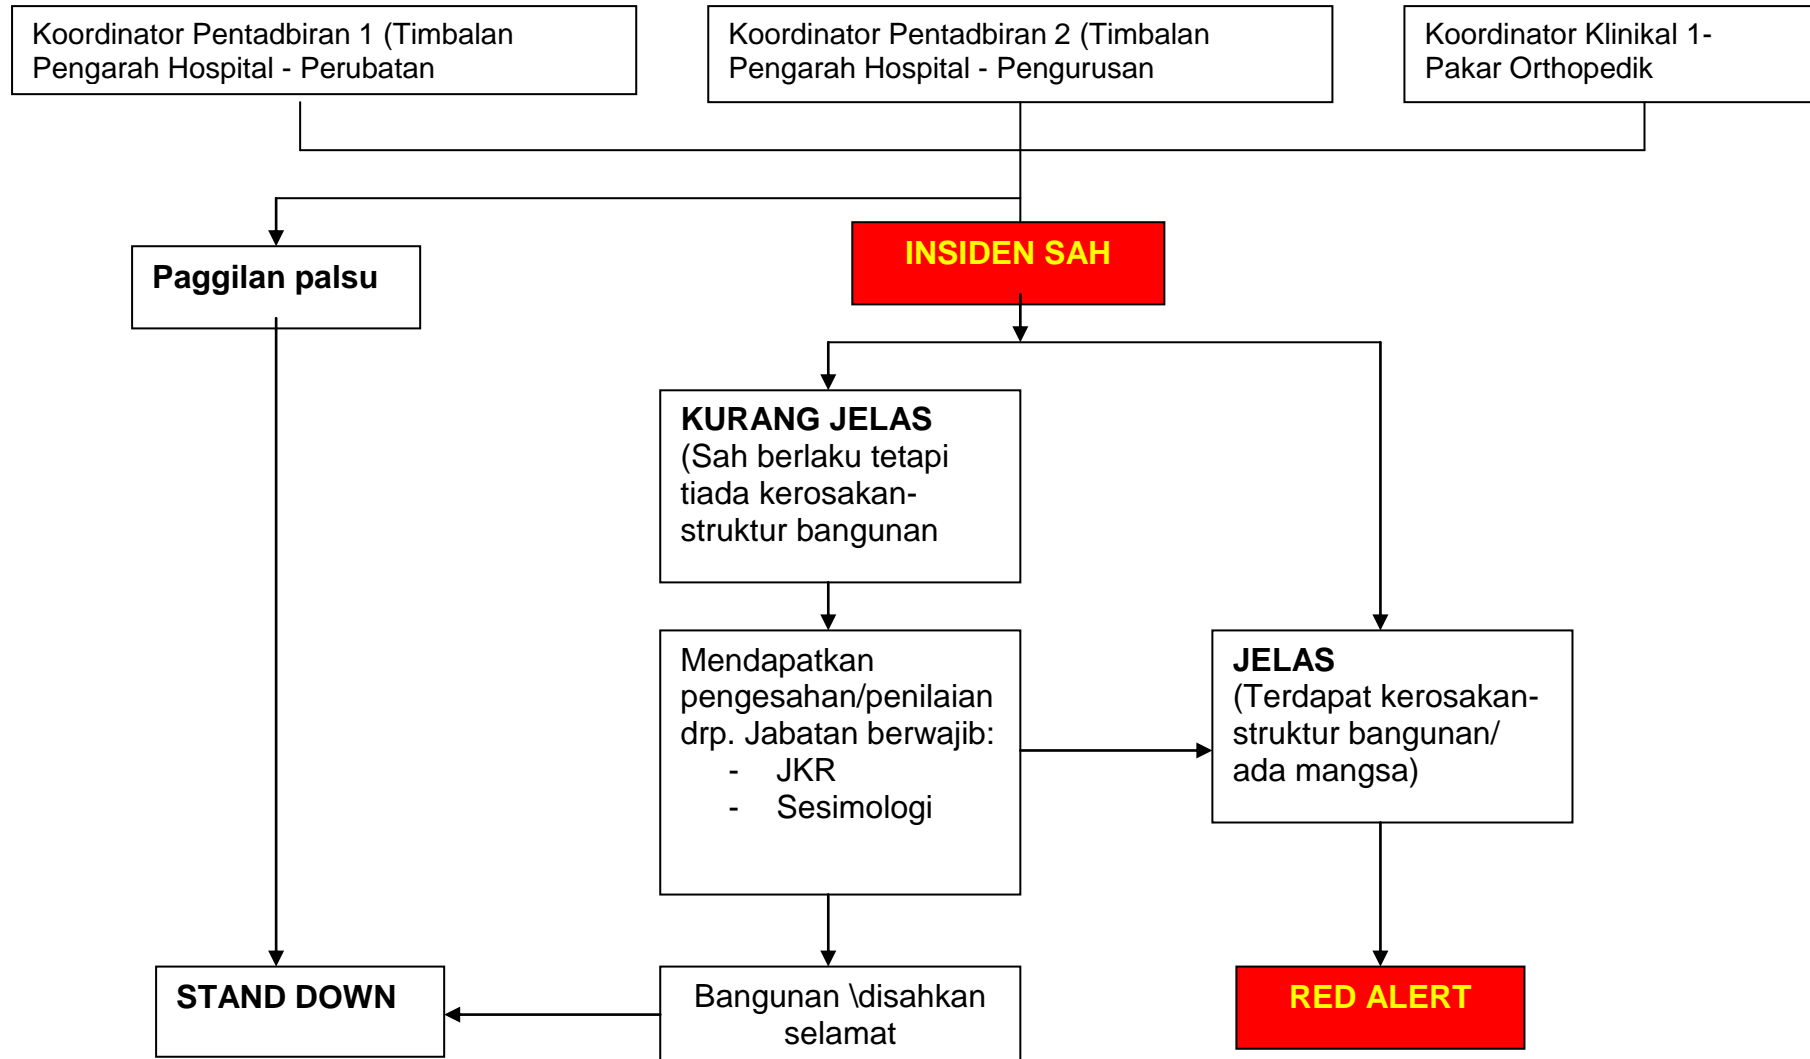 Koordinator Pentadbiran 1 (Timbalan
Pengarah Hospital - Perubatan
Koordinator Pentadbiran 2 (Timbalan
Pengarah Hospital - Pengurusan
Koordinator Klinikal 1-
Pakar Orthopedik
Paggilan palsu
INSIDEN SAH
KURANG JELAS
(Sah berlaku tetapi
tiada kerosakan-
struktur bangunan
Mendapatkan
pengesahan/penilaian
drp. Jabatan berwajib:
- JKR
- Sesimologi
JELAS
(Terdapat kerosakan-
struktur bangunan/
ada mangsa)
STAND DOWN
Bangunan \disahkan
selamat
RED ALERT